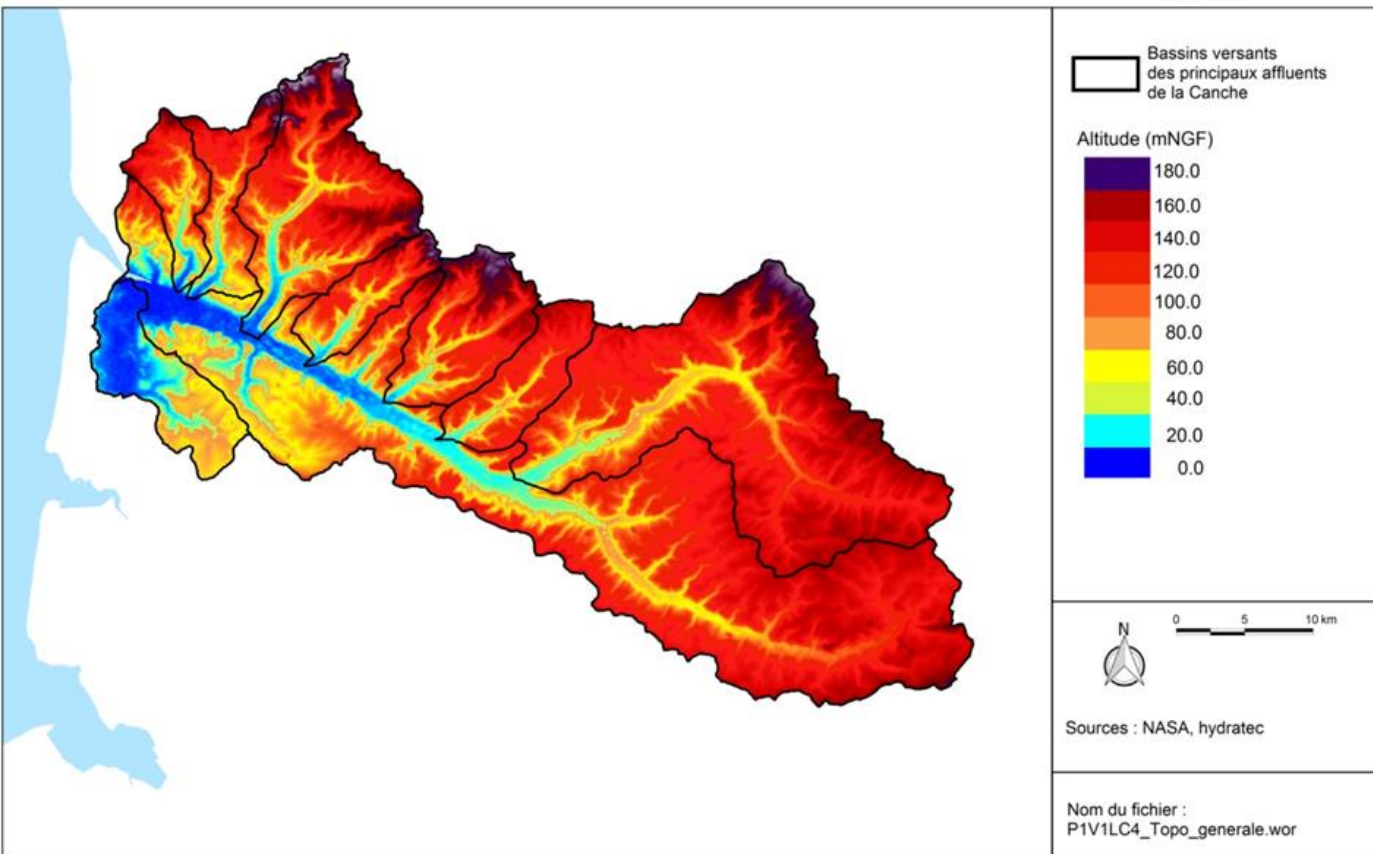 Bassins versants
des principaux affluents
de la Canche
Altitude (mNGF)
180.0
160.0
140.0
120.0
100.0
80.0
60.0
40.0
20.0
0.0
N
0 5 10 km
Sources : NASA, hydratec
Nom du fichier :
P1V1LC4_Topo_generale.wor